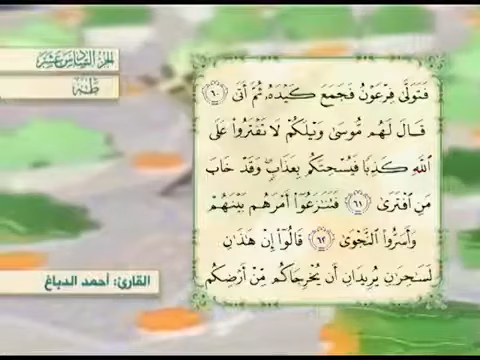 الجزء السادس عشر
طه
فَتَوَلَّىٰ فِرْعَوْنُ فَجَمَعَ كَيْدَهُۥ ثُمَّ أَتَىٰ ٦٠
قَالَ لَهُم مُّوسَىٰ وَيْلَكُمْ لَا تَفْتَرُوا۟ عَلَى
ٱللَّهِ كَذِبًا فَيُسْحِتَكُم بِعَذَابٍ ۖ وَقَدْ خَابَ
مَنِ ٱفْتَرَىٰ ٦١ فَتَنَـٰزَعُوٓا۟ أَمْرَهُم بَيْنَهُمْ
وَأَسَرُّوا۟ ٱلنَّجْوَىٰ ٦٢ قَالُوٓا۟ إِنْ هَـٰذَٰنِ
لَسَـٰحِرَٰنِ يُرِيدَانِ أَن يُخْرِجَاكُم مِّنْ أَرْضِكُم
القارئ: أحمد الدباغ